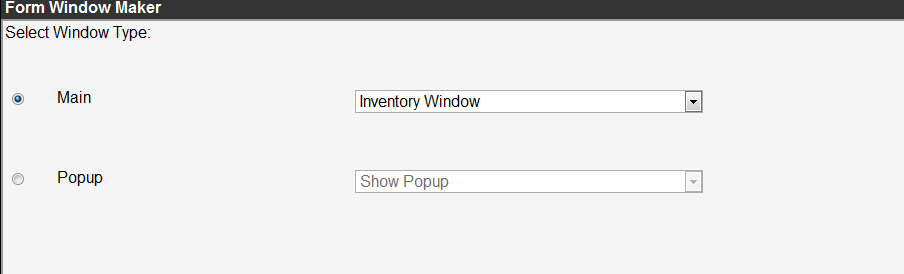 Form Window Maker
Select Window Type:
Main
Inventory Window
Popup
Show Popup